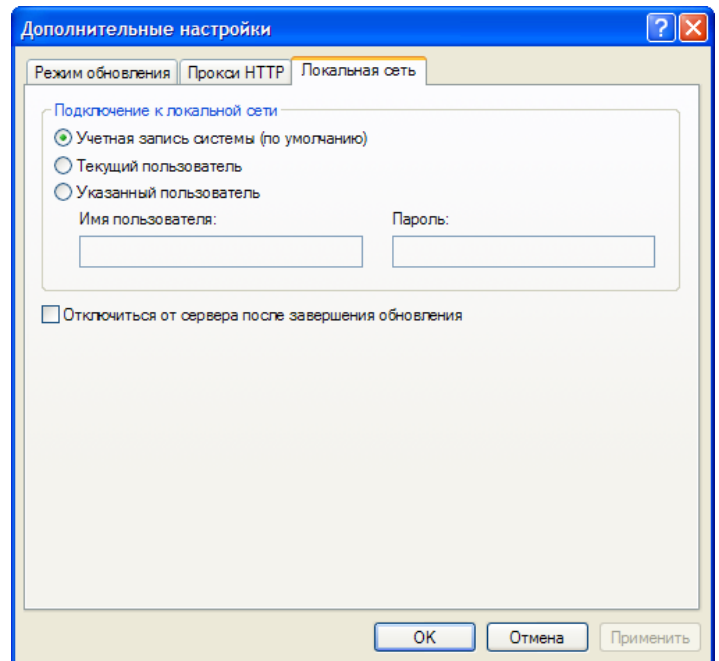 Дополнительные настройки
Режим обновления Прокси HTTP Локальная сеть
Подключение к локальной сети
Учетная запись системы (по умолчанию)
Текущий пользователь
Указанный пользователь
Имя пользователя: Пароль:
Отключиться от сервера после завершения обновления
OK Отмена Применить